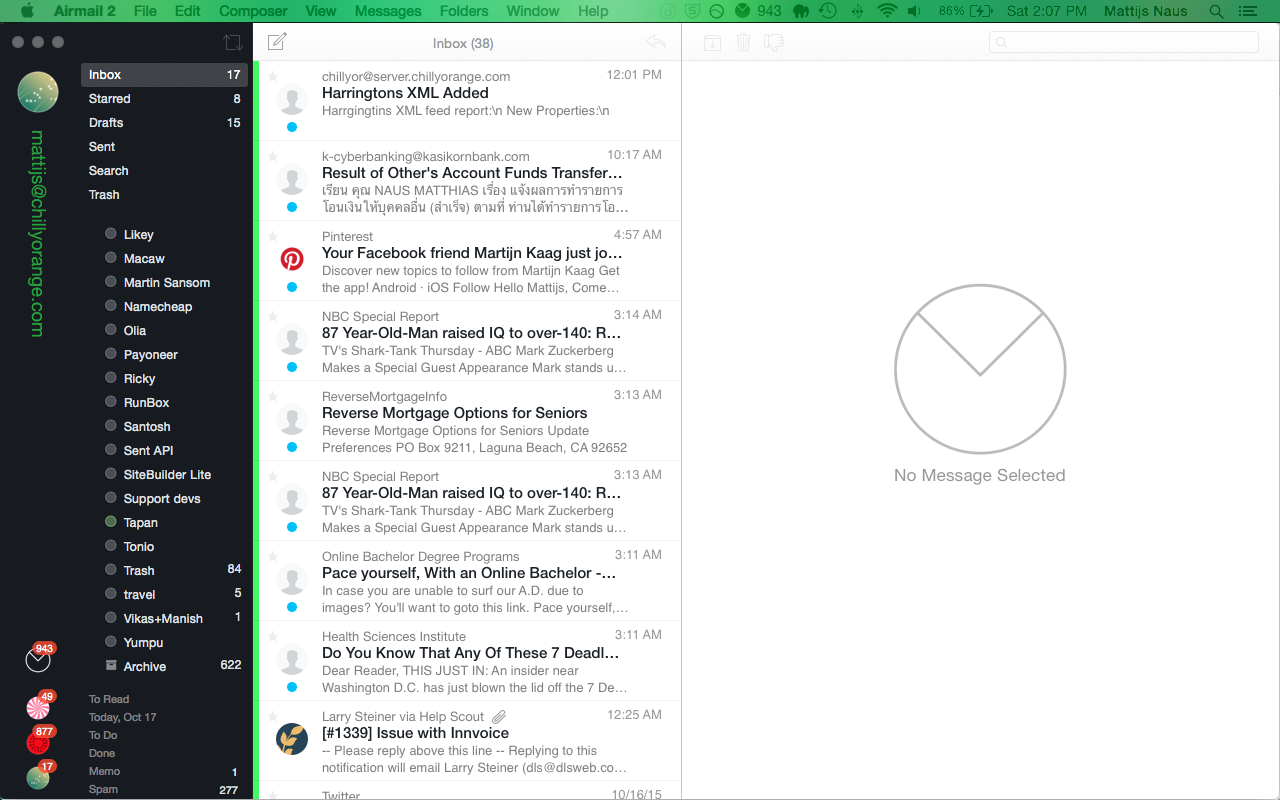 Airmail 2 File Edit Composer View Messages Folders Window Help 943 86% Sat 2:07 PM Mattijs Naus
Inbox (38)
mattijs@chillyorange.com
Inbox 17
Starred 8
Drafts 15
Sent
Search
Trash
Likey
Macaw
Martin Sansom
Namecheap
Olia
Payoneer
Ricky
RunBox
Santosh
Sent API
SiteBuilder Lite
Support devs
Tapan
Tonio
Trash 84
travel 5
Vikas+Manish 1
Yumpu
Archive 622
943
49
877
17
To Read
Today, Oct 17
To Do
Done
Memo 1
Spam 277
chillyor@server.chillyorange.com 12:01 PM
Harringtons XML Added
Harrgingtins XML feed report:\n New Properties:\n
k-cyberbanking@kasikornbank.com 10:17 AM
Result of Other's Account Funds Transfer…
เรียน คุณ NAUS MATTHIAS เรื่อง แจ้งผลการทำรายการ
โอนเงินให้บุคคลอื่น (สำเร็จ) ตามที่ ท่านได้ทำรายการโอ…
Pinterest 4:57 AM
Your Facebook friend Martijn Kaag just jo…
Discover new topics to follow from Martijn Kaag Get
the app! Android · iOS Follow Hello Mattijs, Come…
NBC Special Report 3:14 AM
87 Year-Old-Man raised IQ to over-140: R…
TV's Shark-Tank Thursday - ABC Mark Zuckerberg
Makes a Special Guest Appearance Mark stands u…
ReverseMortgageInfo 3:13 AM
Reverse Mortgage Options for Seniors
Reverse Mortgage Options for Seniors Update
Preferences PO Box 9211, Laguna Beach, CA 92652
NBC Special Report 3:13 AM
87 Year-Old-Man raised IQ to over-140: R…
TV's Shark-Tank Thursday - ABC Mark Zuckerberg
Makes a Special Guest Appearance Mark stands u…
Online Bachelor Degree Programs 3:11 AM
Pace yourself, With an Online Bachelor -…
In case you are unable to surf our A.D. due to
images? You'll want to goto this link. Pace yourself,…
Health Sciences Institute 3:11 AM
Do You Know That Any Of These 7 Deadl…
Dear Reader, THIS JUST IN: An insider near
Washington D.C. has just blown the lid off the 7 De…
Larry Steiner via Help Scout 12:25 AM
[#1339] Issue with Innvoice
-- Please reply above this line -- Replying to this
notification will email Larry Steiner (dls@dlsweb.co…
Twitter 10/16/15
No Message Selected